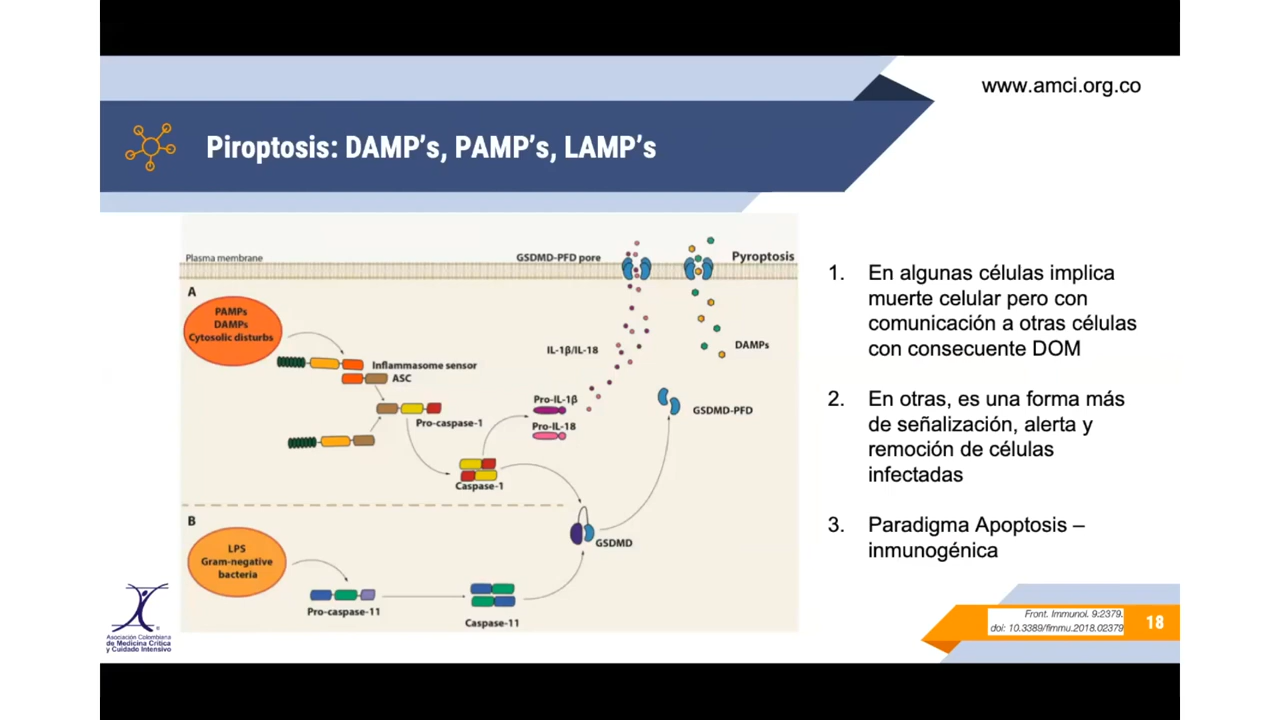 www.amci.org.co
Piroptosis: DAMP's, PAMP's, LAMP's
Plasma membrane
GSDMD-PFD pore
Pyroptosis
A
PAMPs
DAMPs
Cytosolic disturbs
Inflammasome sensor
ASC
IL-1β/IL-18
DAMPs
Pro-IL-1β
Pro-IL-18
GSDMD-PFD
Pro-caspase-1
Caspase-1
B
GSDMD
LPS
Gram-negative
bacteria
Pro-caspase-11
Caspase-11
1. En algunas células implica
muerte celular pero con
comunicación a otras células
con consecuente DOM
2. En otras, es una forma más
de señalización, alerta y
remoción de células
infectadas
3. Paradigma Apoptosis –
inmunogénica
Asociación Colombiana
de Medicina Crítica
y Cuidado Intensivo
Front. Immunol. 9:2379.
doi: 10.3389/fimmu.2018.02379
18